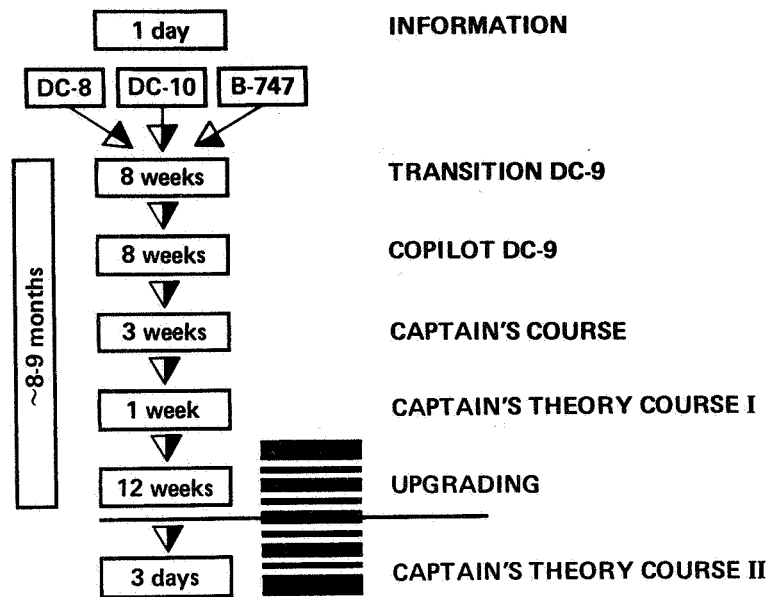 1 day INFORMATION
DC-8 DC-10 B-747
8 weeks TRANSITION DC-9
8 weeks COPILOT DC-9
3 weeks CAPTAIN'S COURSE
1 week CAPTAIN'S THEORY COURSE I
12 weeks UPGRADING
3 days CAPTAIN'S THEORY COURSE II
~8-9 months